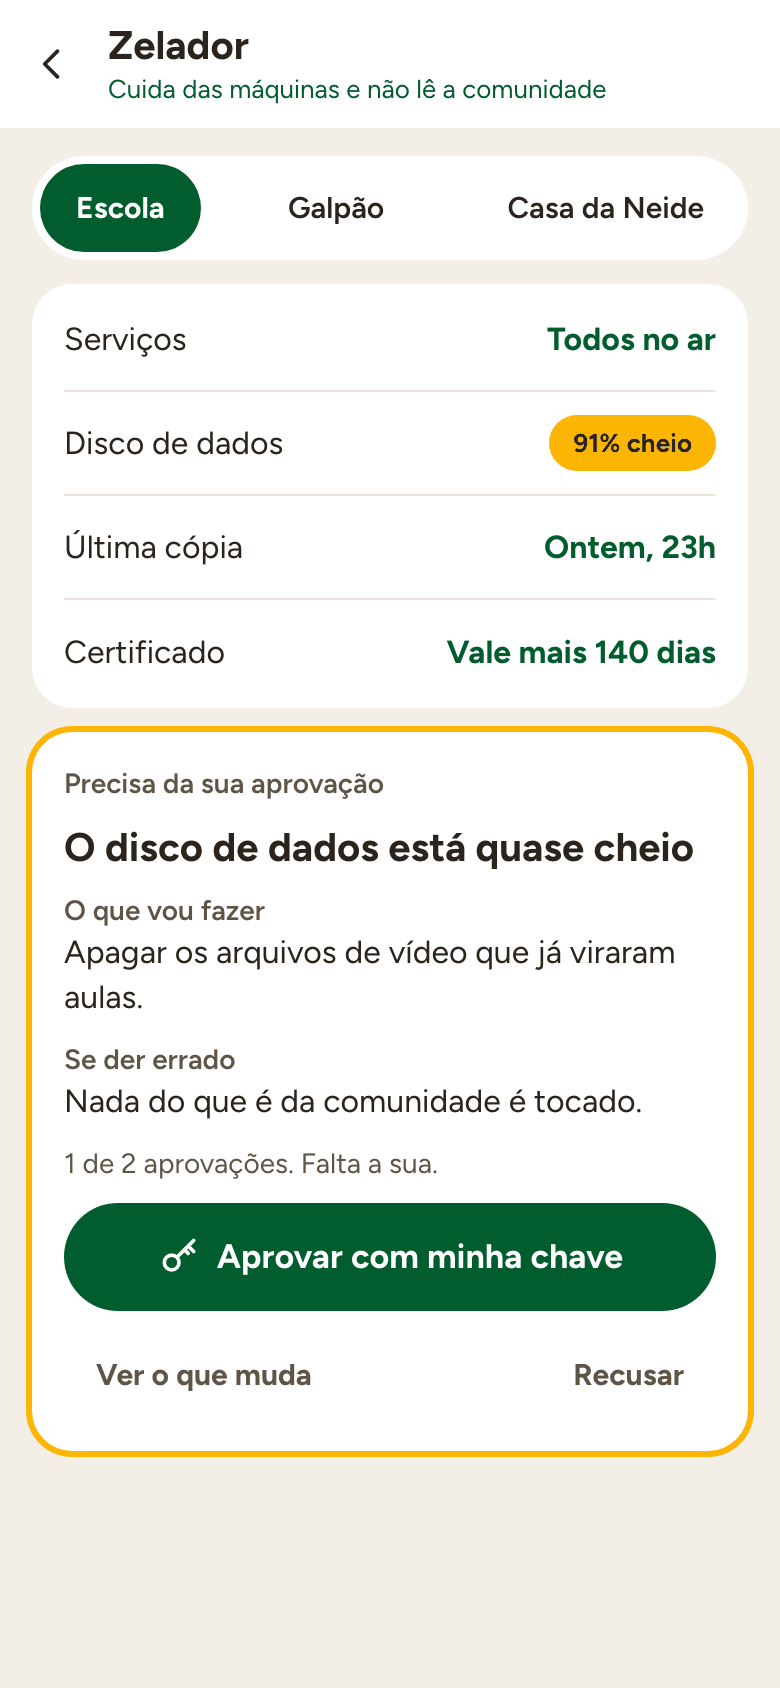 Zelador
Cuida das máquinas e não lê a comunidade
Escola
Galpão
Casa da Neide
Serviços
Todos no ar
Disco de dados
91% cheio
Última cópia
Ontem, 23h
Certificado
Vale mais 140 dias
Precisa da sua aprovação
O disco de dados está quase cheio
O que vou fazer
Apagar os arquivos de vídeo que já viraram
aulas.
Se der errado
Nada do que é da comunidade é tocado.
1 de 2 aprovações. Falta a sua.
Aprovar com minha chave
Ver o que muda
Recusar